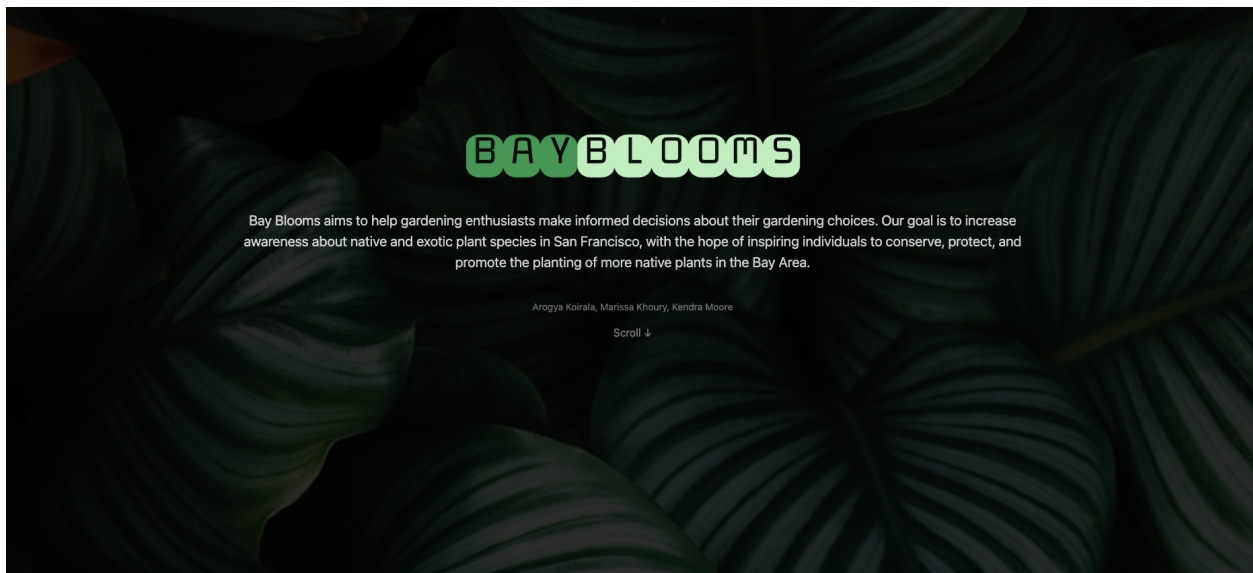 BAYBLOOMS
Bay Blooms aims to help gardening enthusiasts make informed decisions about their gardening choices. Our goal is to increase
awareness about native and exotic plant species in San Francisco, with the hope of inspiring individuals to conserve, protect, and
promote the planting of more native plants in the Bay Area.
Arogya Koirala, Marissa Khoury, Kendra Moore
Scroll ↓